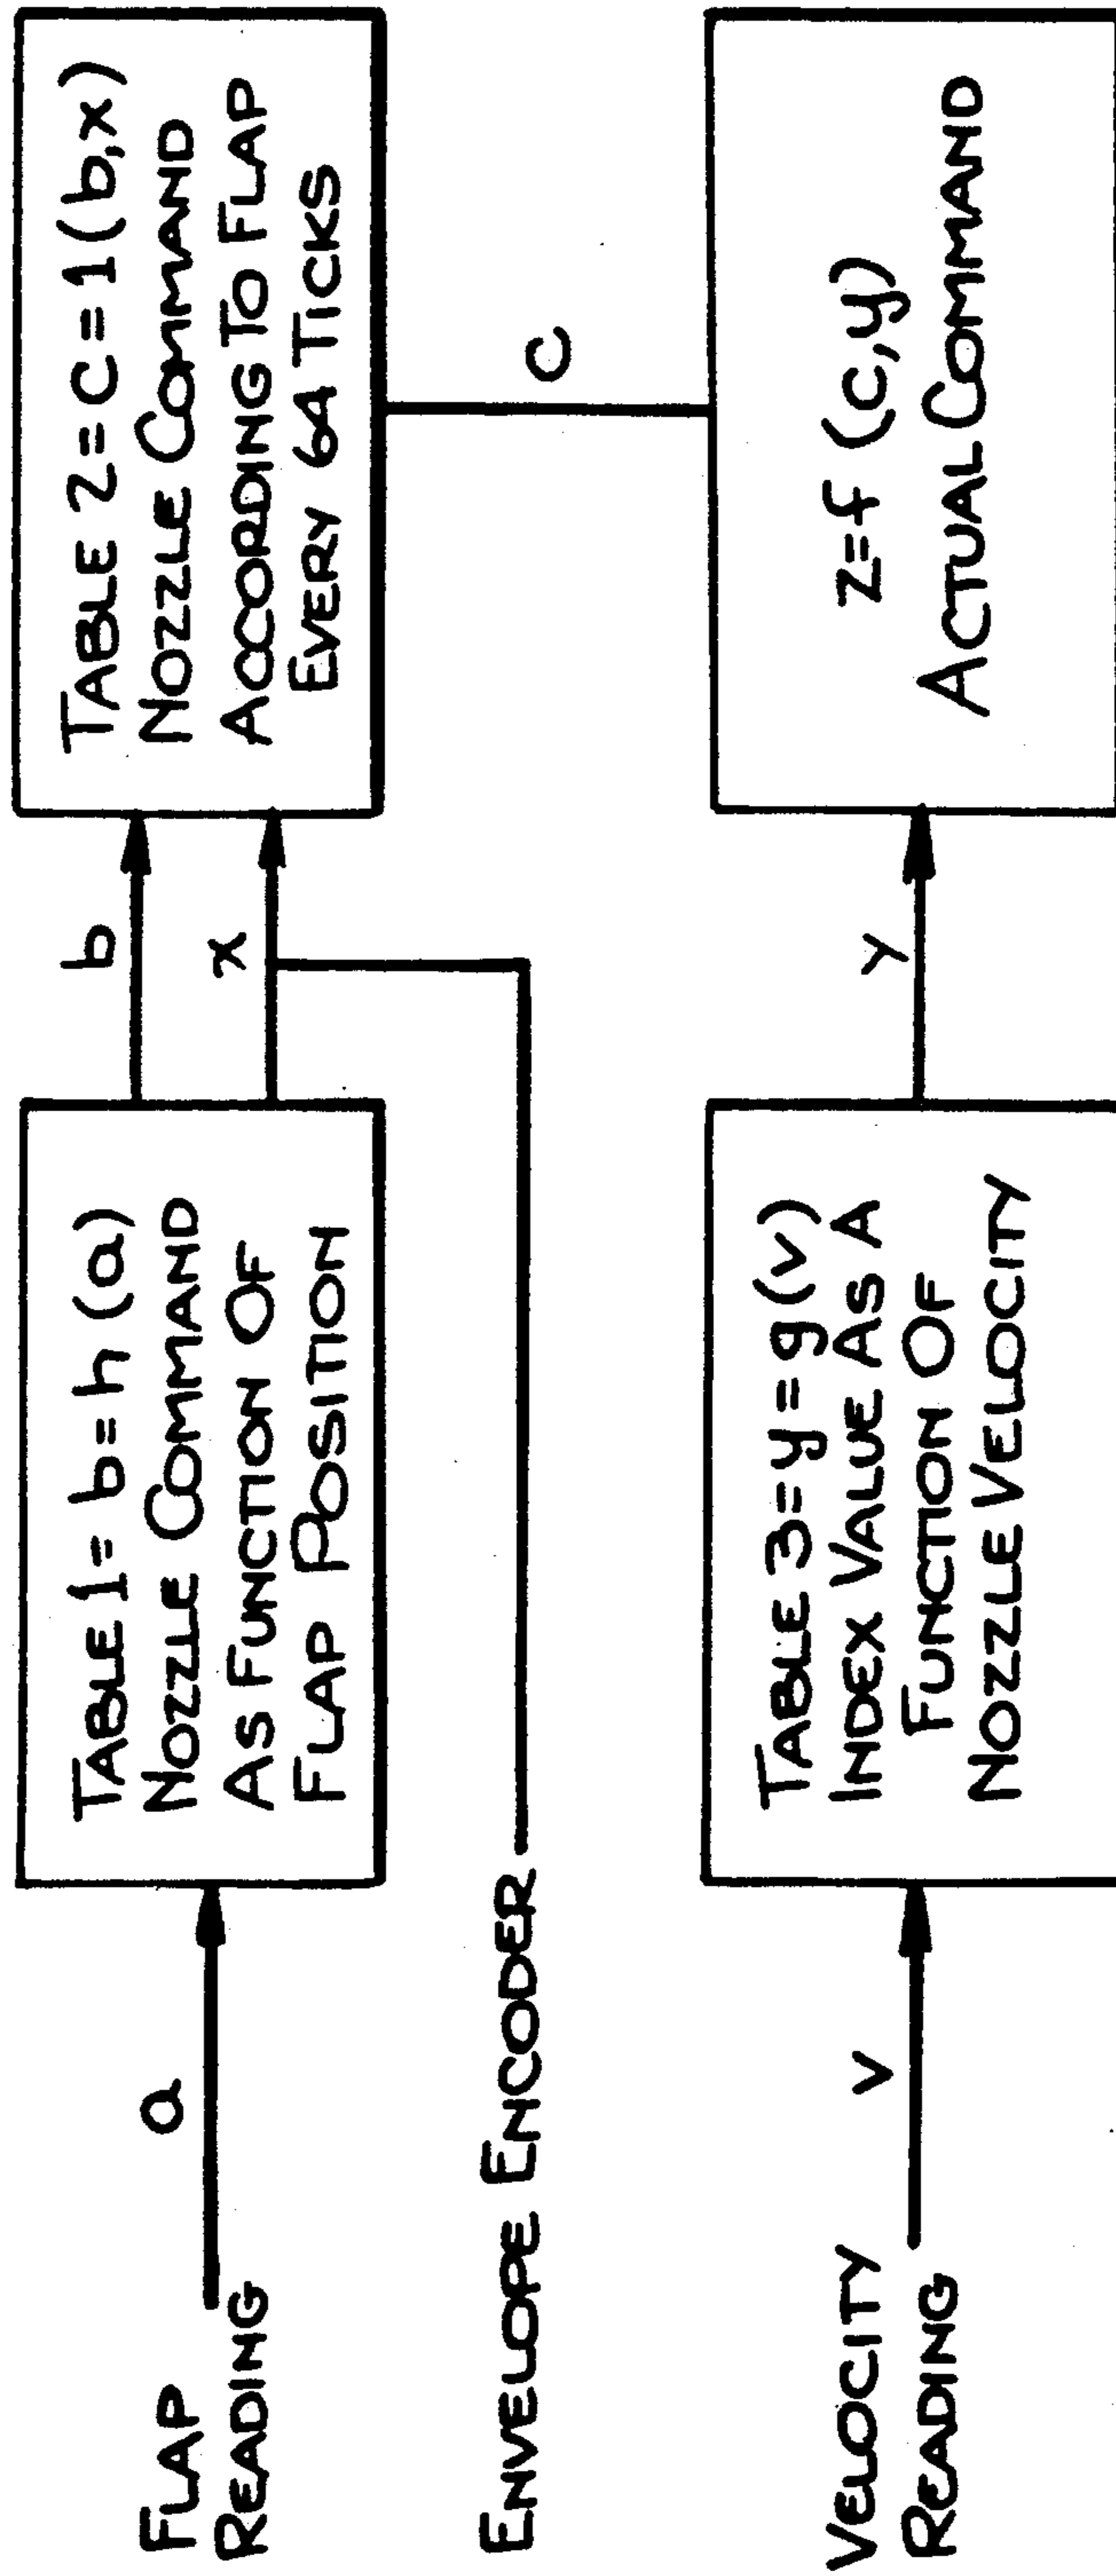 FLAP
READING
a
TABLE 1 = b = h (a)
NOZZLE COMMAND
AS FUNCTION OF
FLAP POSITION
b
x
TABLE 2 = C = 1 (b,x)
NOZZLE COMMAND
ACCORDING TO FLAP
EVERY 64 TICKS
ENVELOPE ENCODER
C
VELOCITY
READING
V
TABLE 3 = y = g (v)
INDEX VALUE AS A
FUNCTION OF
NOZZLE VELOCITY
Y
Z = f (c,y)
ACTUAL COMMAND